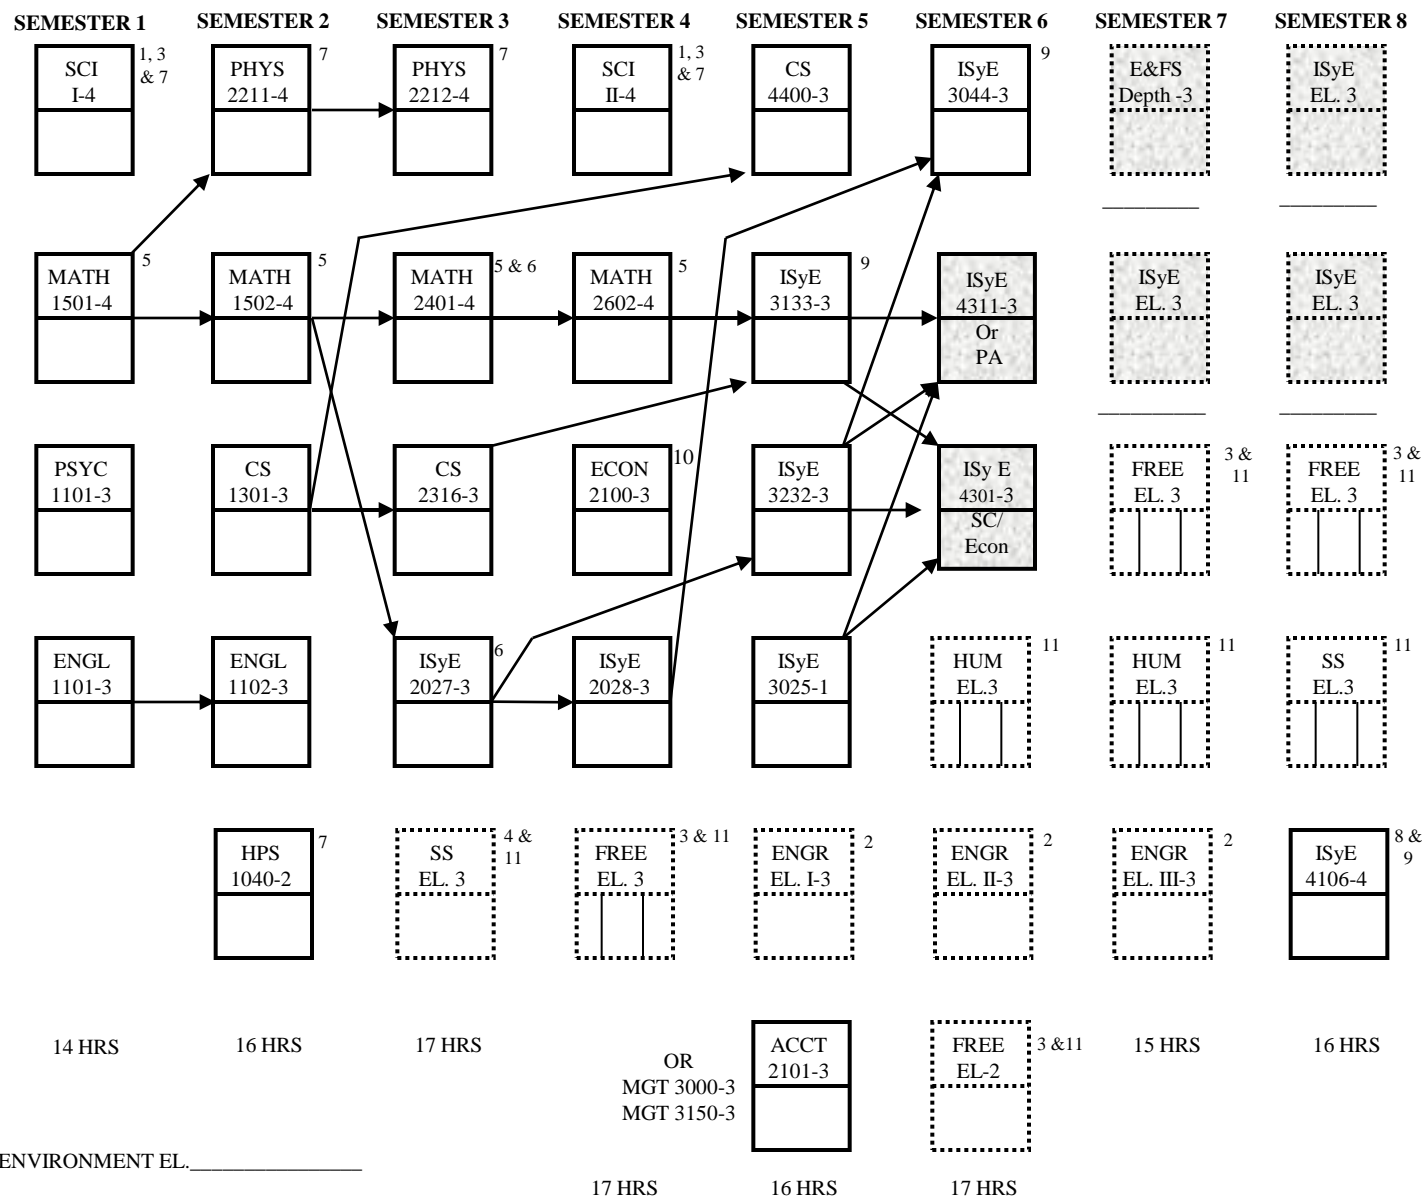 SEMESTER 1
SEMESTER 2
SEMESTER 3
SEMESTER 4
SEMESTER 5
SEMESTER 6
SEMESTER 7
SEMESTER 8
SCI
I-4
1, 3
& 7
PHYS
2211-4
7
PHYS
2212-4
7
SCI
II-4
1, 3
& 7
CS
4400-3
ISyE
3044-3
9
E&FS
Depth -3
ISyE
EL. 3
MATH
1501-4
5
MATH
1502-4
5
MATH
2401-4
5 & 6
MATH
2602-4
5
ISyE
3133-3
9
ISyE
4311-3
Or
PA
ISyE
EL. 3
ISyE
EL. 3
PSYC
1101-3
CS
1301-3
CS
2316-3
ECON
2100-3
10
ISyE
3232-3
ISy E
4301-3
SC/
Econ
FREE
EL. 3
3 &
11
FREE
EL. 3
3 &
11
ENGL
1101-3
ENGL
1102-3
ISyE
2027-3
6
ISyE
2028-3
ISyE
3025-1
HUM
EL.3
11
HUM
EL.3
11
SS
EL.3
11
HPS
1040-2
7
SS
EL. 3
4 &
11
FREE
EL. 3
3 & 11
ENGR
EL. I-3
2
ENGR
EL. II-3
2
ENGR
EL. III-3
2
ISyE
4106-4
8 &
9
14 HRS
16 HRS
17 HRS
OR
MGT 3000-3
MGT 3150-3
ACCT
2101-3
FREE
EL-2
3 &11
15 HRS
16 HRS
ENVIRONMENT EL.________________
17 HRS
16 HRS
17 HRS